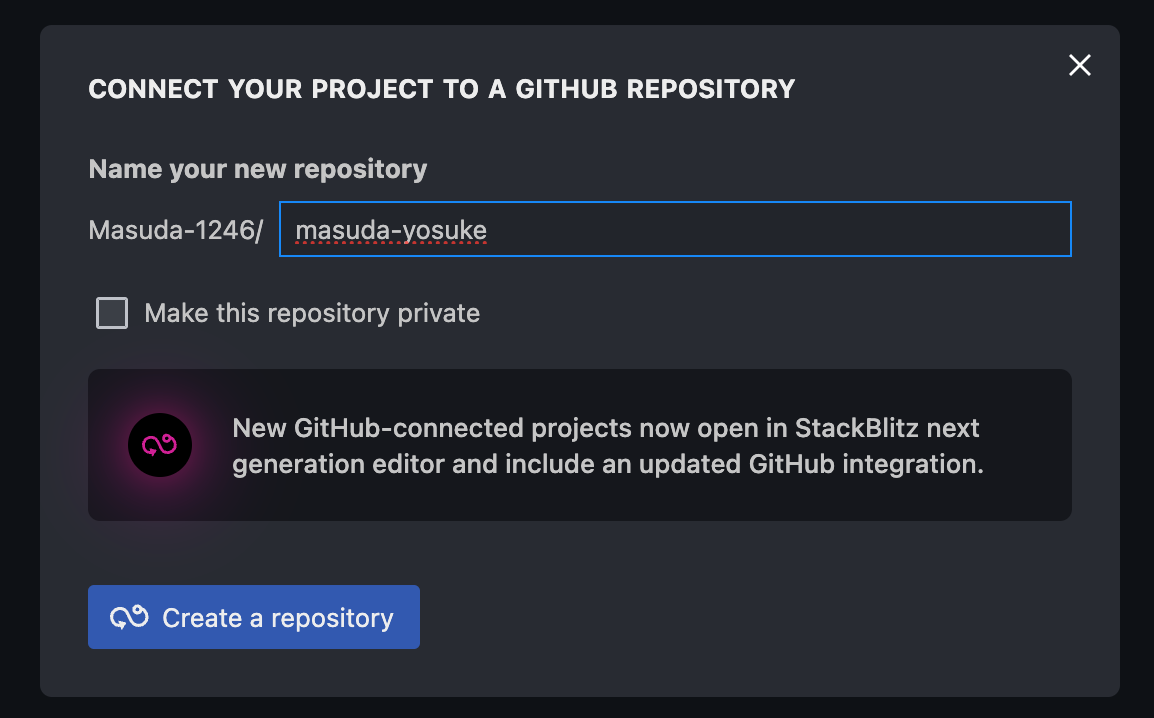 CONNECT YOUR PROJECT TO A GITHUB REPOSITORY
Name your new repository
Masuda-1246/ masuda-yosuke
Make this repository private
New GitHub-connected projects now open in StackBlitz next
generation editor and include an updated GitHub integration.
Create a repository